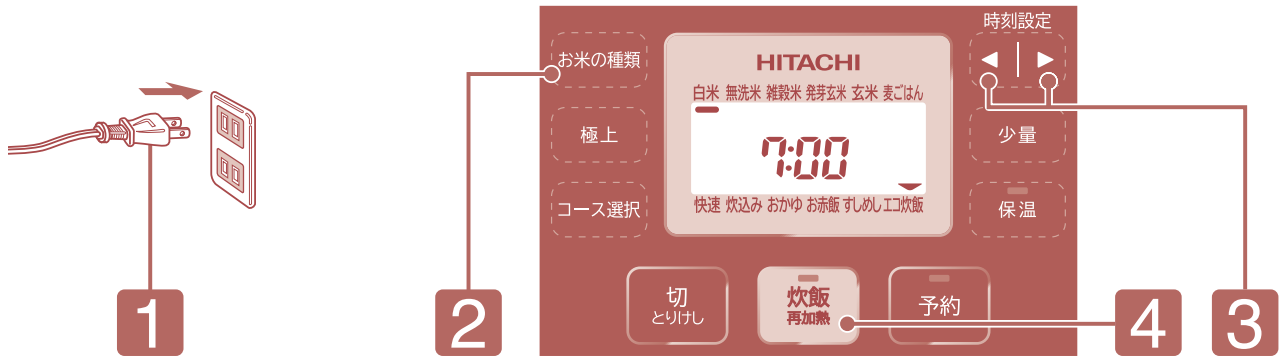 時刻設定
お米の種類
HITACHI
白米 無洗米 雑穀米 発芽玄米 玄米 麦ごはん
極上
7:00
少量
コース選択
快速 炊込み おかゆ お赤飯 すしめし エコ炊飯
保温
切
とりけし
炊飯
再加熱
予約
1
2
4
3